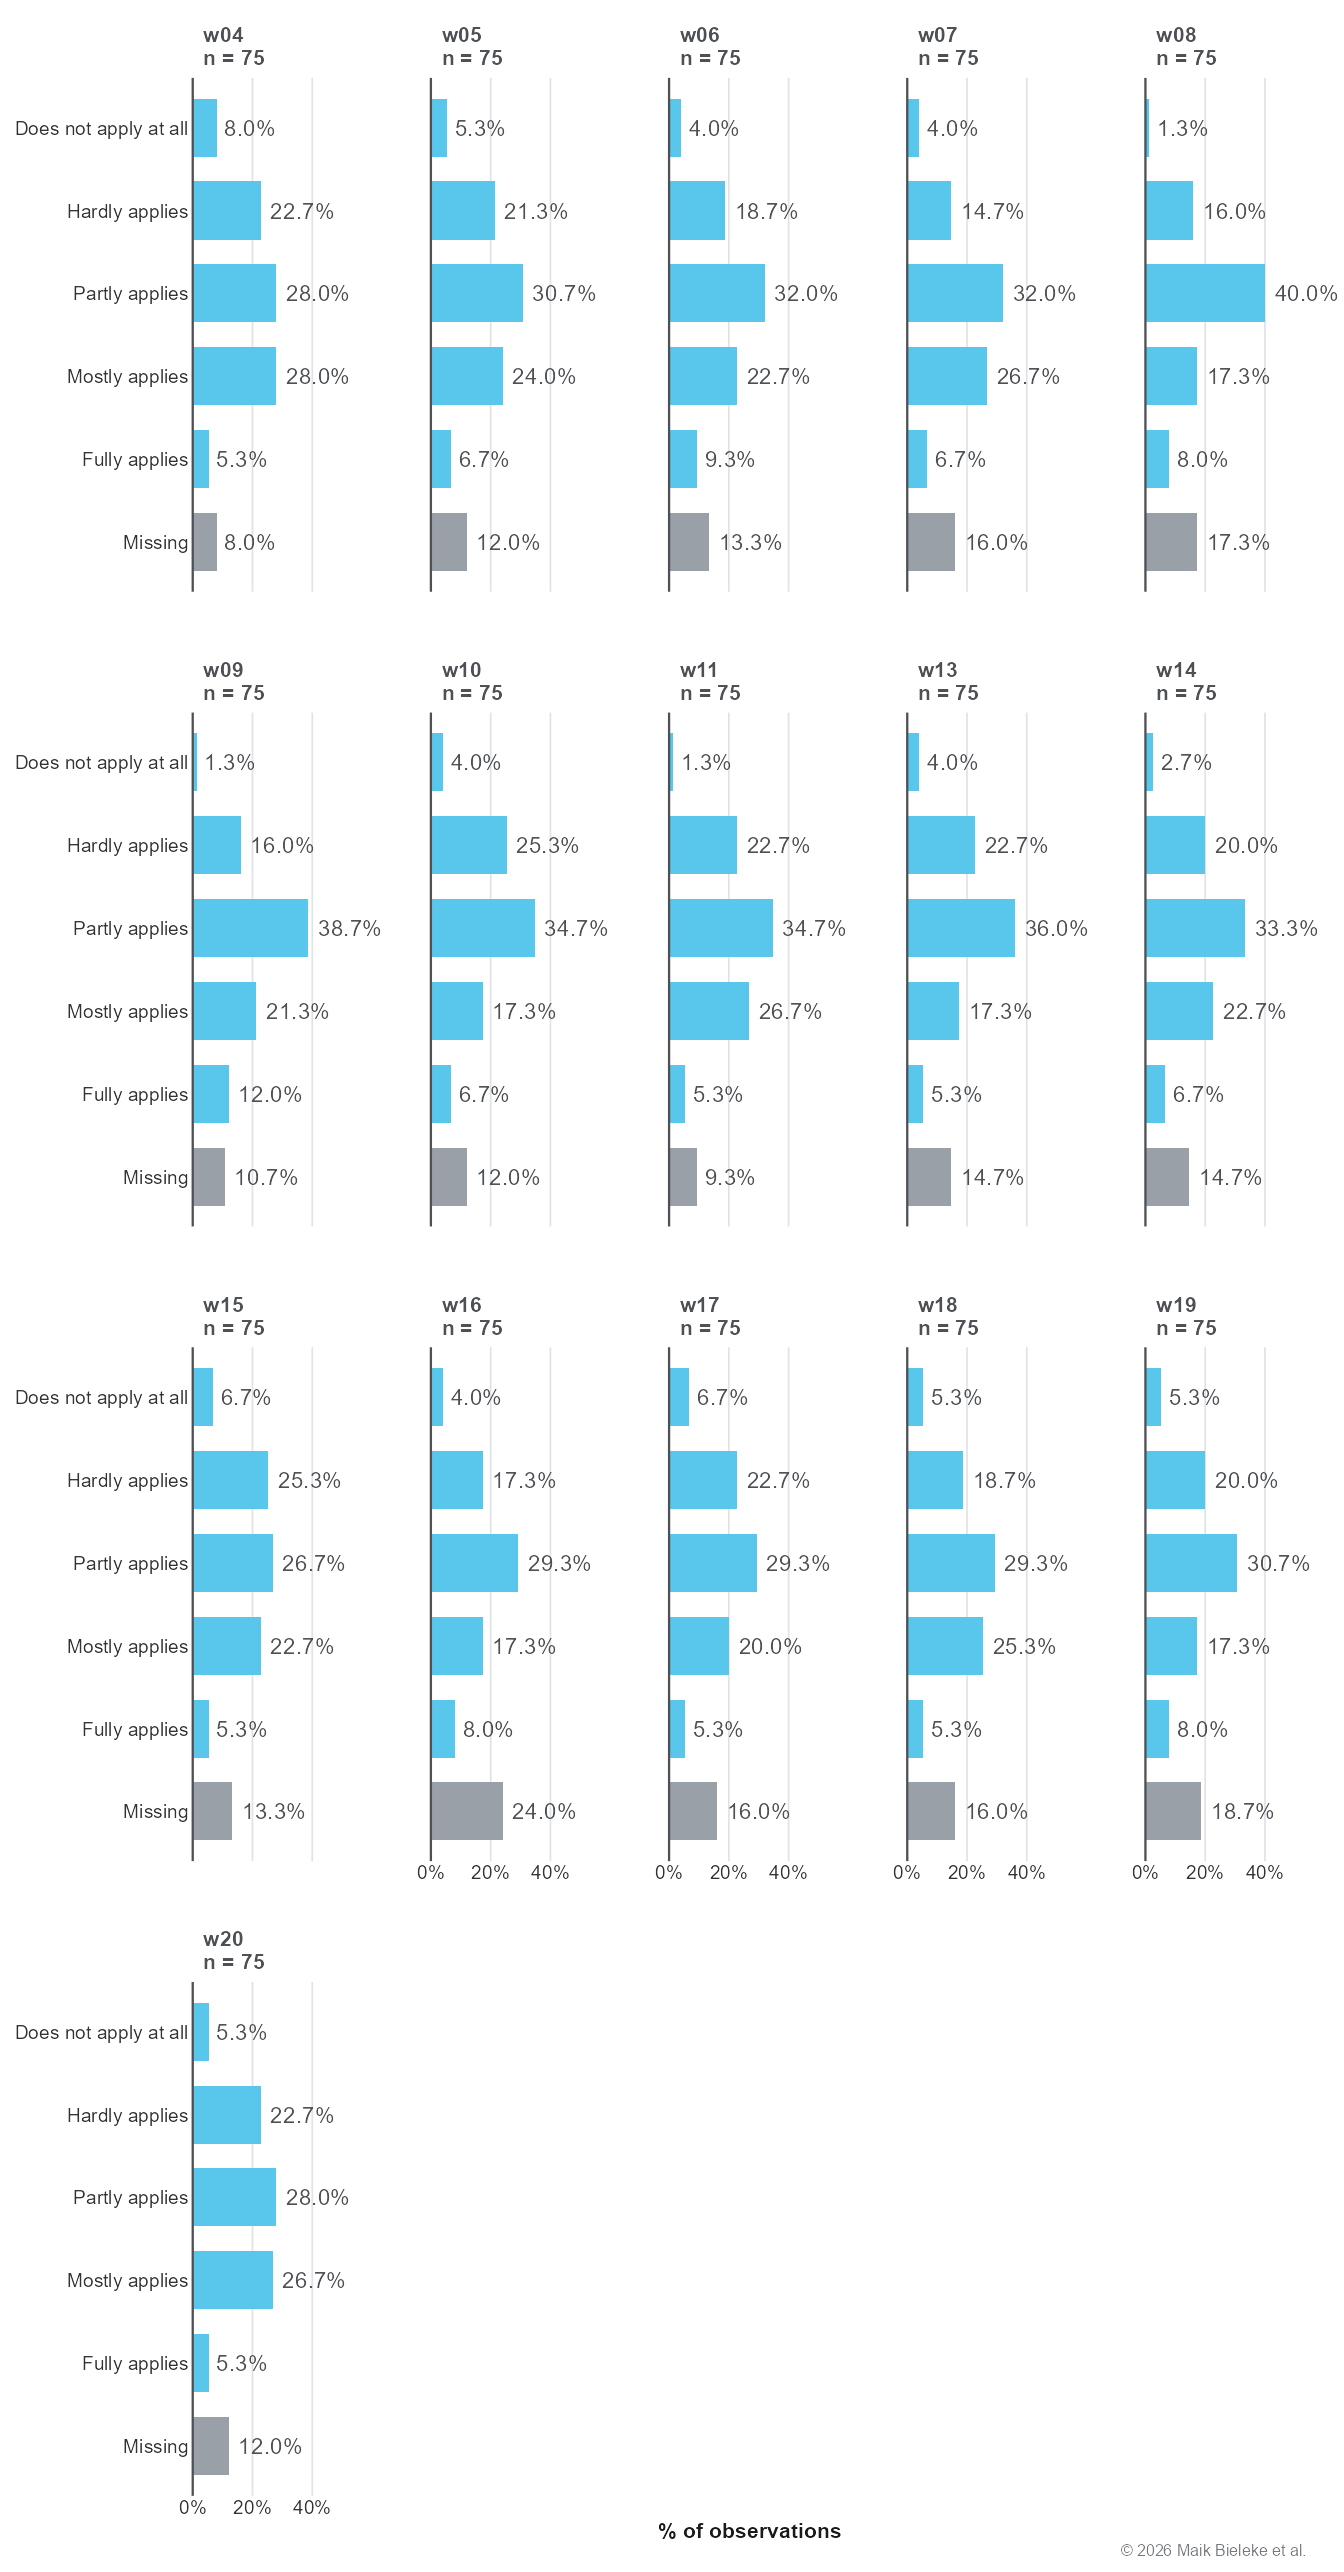 w04 w05 w06 w07 w08
n = 75 n = 75 n = 75 n = 75 n = 75
Does not apply at all 8.0% 5.3% 4.0% 4.0% 1.3%
Hardly applies 22.7% 21.3% 18.7% 14.7% 16.0%
Partly applies 28.0% 30.7% 32.0% 32.0% 40.0%
Mostly applies 28.0% 24.0% 22.7% 26.7% 17.3%
Fully applies 5.3% 6.7% 9.3% 6.7% 8.0%
Missing 8.0% 12.0% 13.3% 16.0% 17.3%
w09 w10 w11 w13 w14
n = 75 n = 75 n = 75 n = 75 n = 75
Does not apply at all 1.3% 4.0% 1.3% 4.0% 2.7%
Hardly applies 16.0% 25.3% 22.7% 22.7% 20.0%
Partly applies 38.7% 34.7% 34.7% 36.0% 33.3%
Mostly applies 21.3% 17.3% 26.7% 17.3% 22.7%
Fully applies 12.0% 6.7% 5.3% 5.3% 6.7%
Missing 10.7% 12.0% 9.3% 14.7% 14.7%
w15 w16 w17 w18 w19
n = 75 n = 75 n = 75 n = 75 n = 75
Does not apply at all 6.7% 4.0% 6.7% 5.3% 5.3%
Hardly applies 25.3% 17.3% 22.7% 18.7% 20.0%
Partly applies 26.7% 29.3% 29.3% 29.3% 30.7%
Mostly applies 22.7% 17.3% 20.0% 25.3% 17.3%
Fully applies 5.3% 8.0% 5.3% 5.3% 8.0%
Missing 13.3% 24.0% 16.0% 16.0% 18.7%
0% 20% 40% 0% 20% 40% 0% 20% 40% 0% 20% 40%
w20
n = 75
Does not apply at all 5.3%
Hardly applies 22.7%
Partly applies 28.0%
Mostly applies 26.7%
Fully applies 5.3%
Missing 12.0%
0% 20% 40%
% of observations
© 2026 Maik Bieleke et al.